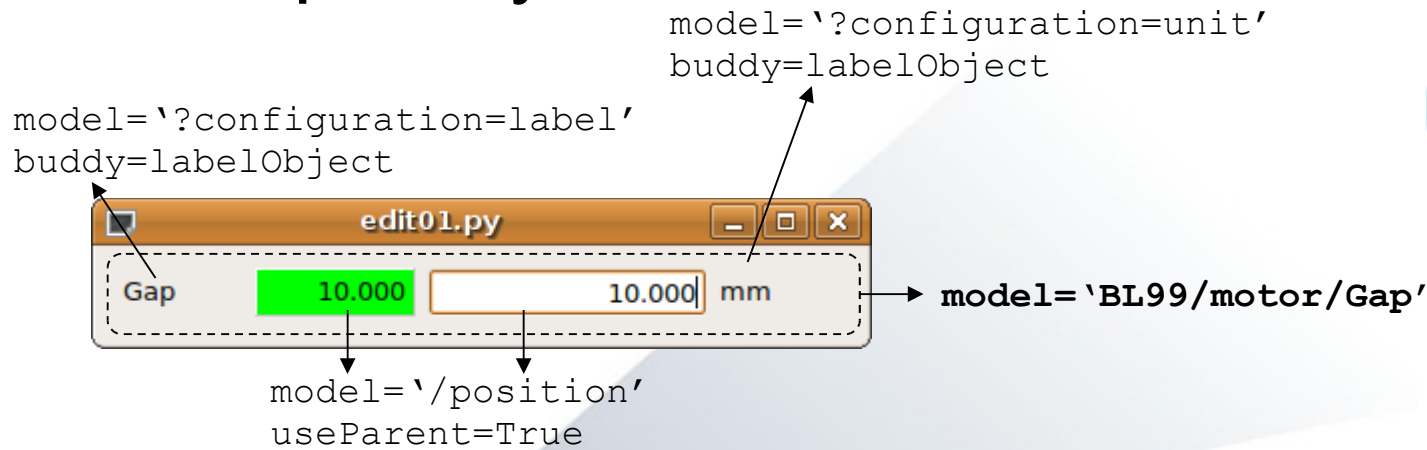 model=‘?configuration=unit’
buddy=labelObject
model=‘?configuration=label’
buddy=labelObject
edit01.py
Gap 10.000 10.000 mm
model=‘BL99/motor/Gap’
model=‘/position’
useParent=True